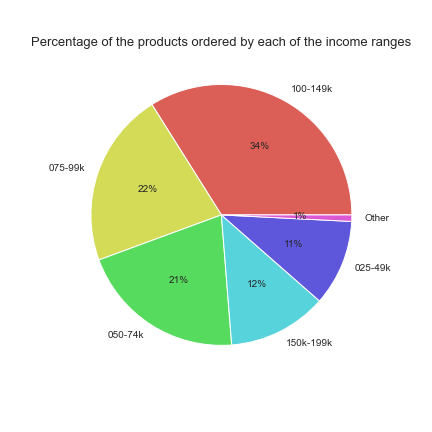 Percentage of the products ordered by each of the income ranges
100-149k
34%
075-99k
22%
1%
Other
11%
025-49k
21%
12%
050-74k
150k-199k